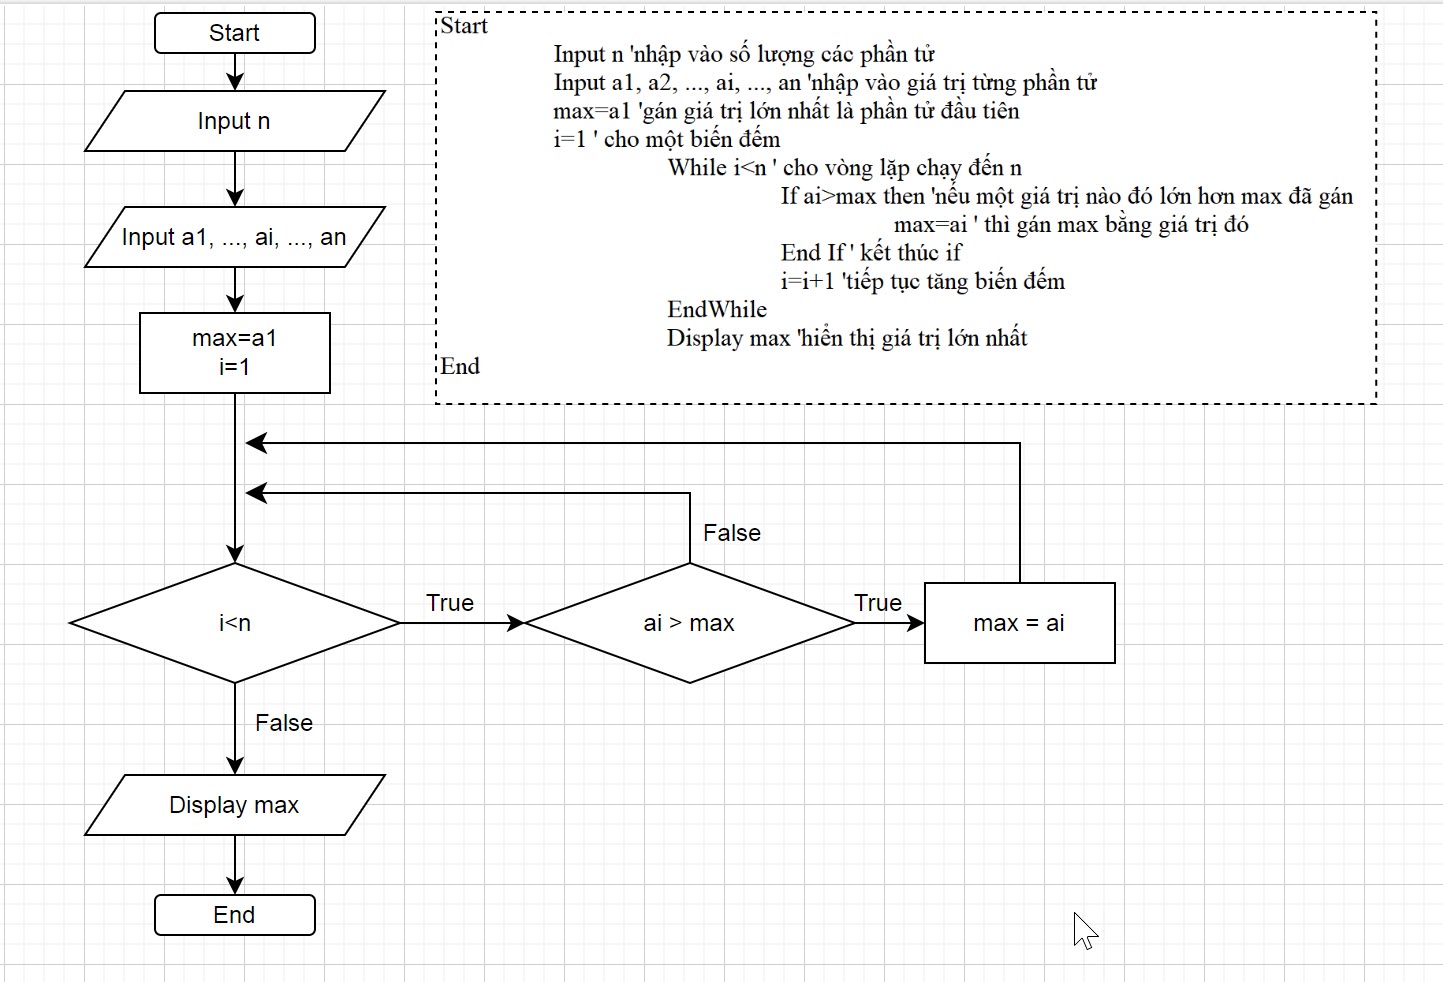 Start
Input n
Input a1, ..., ai, ..., an
max=a1
i=1
i<n
True
False
ai > max
False
True
max = ai
Display max
End
Start
Input n 'nhập vào số lượng các phần tử
Input a1, a2, ..., ai, ..., an 'nhập vào giá trị từng phần tử
max=a1 'gán giá trị lớn nhất là phần tử đầu tiên
i=1 ' cho một biến đếm
While i<n ' cho vòng lặp chạy đến n
If ai>max then 'nếu một giá trị nào đó lớn hơn max đã gán
max=ai ' thì gán max bằng giá trị đó
End If ' kết thúc if
i=i+1 'tiếp tục tăng biến đếm
EndWhile
Display max 'hiển thị giá trị lớn nhất
End